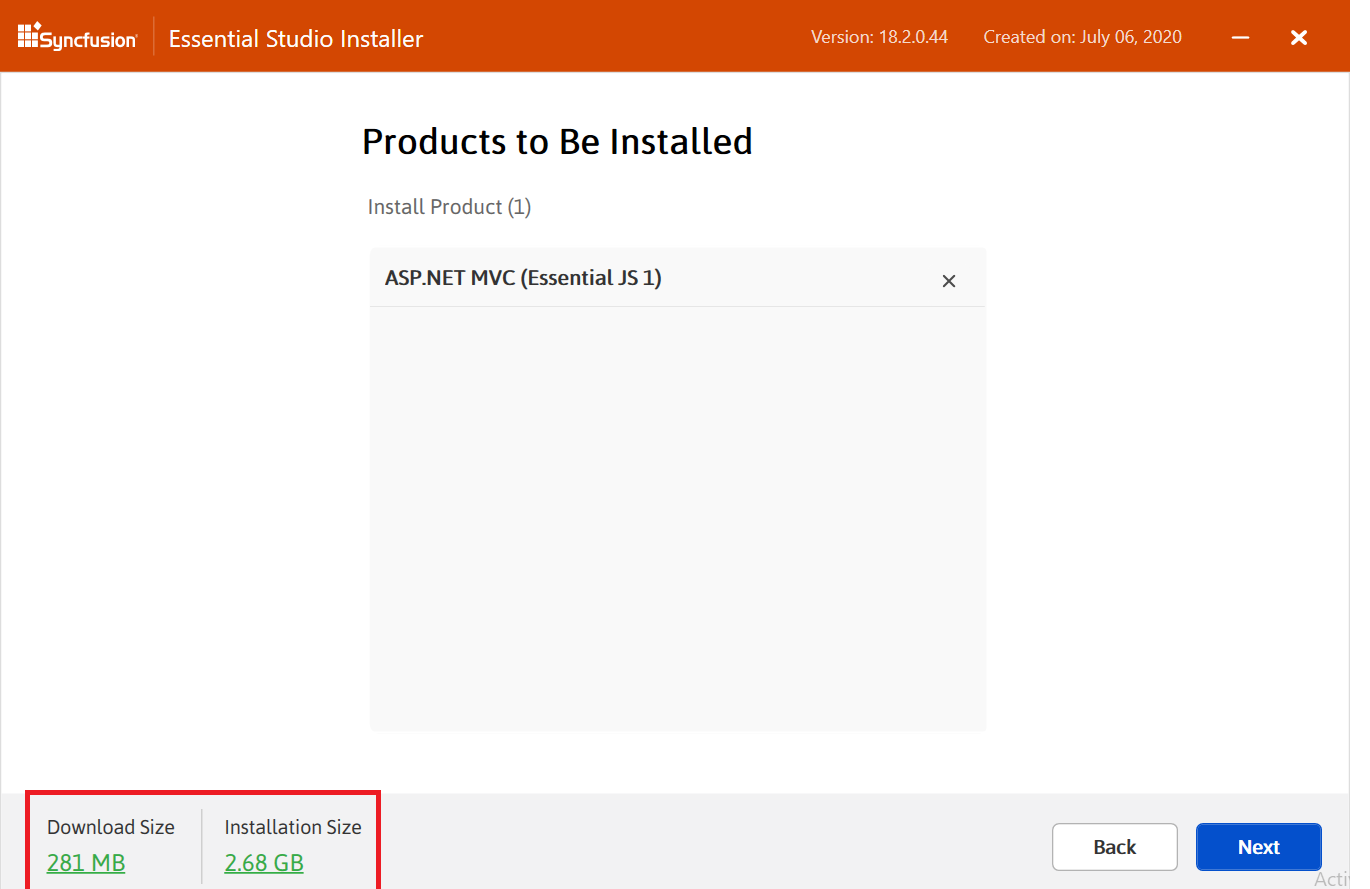 Syncfusion
Essential Studio Installer
Version: 18.2.0.44
Created on: July 06, 2020
Products to Be Installed
Install Product (1)
ASP.NET MVC (Essential JS 1)
Download Size
281 MB
Installation Size
2.68 GB
Back
Next